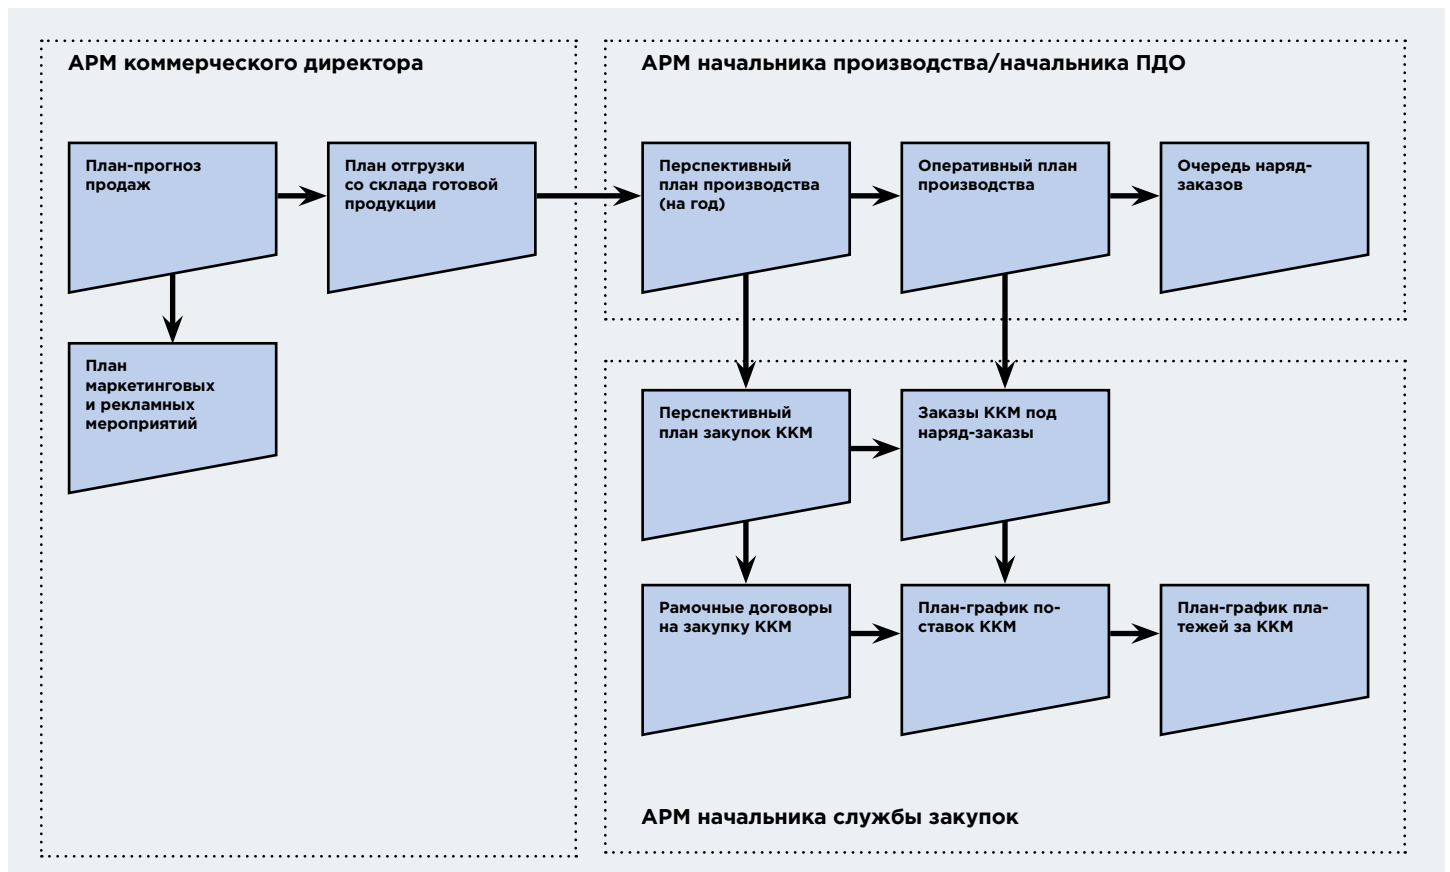 АРМ коммерческого директора
План-прогноз
продаж
План отгрузки
со склада готовой
продукции
План
маркетинговых
и рекламных
мероприятий
АРМ начальника производства/начальника ПДО
Перспективный
план производства
(на год)
Оперативный план
производства
Очередь наряд-
заказов
Перспективный
план закупок ККМ
Заказы ККМ под
наряд-заказы
Рамочные договоры
на закупку ККМ
План-график по-
ставок ККМ
План-график пла-
тежей за ККМ
АРМ начальника службы закупок